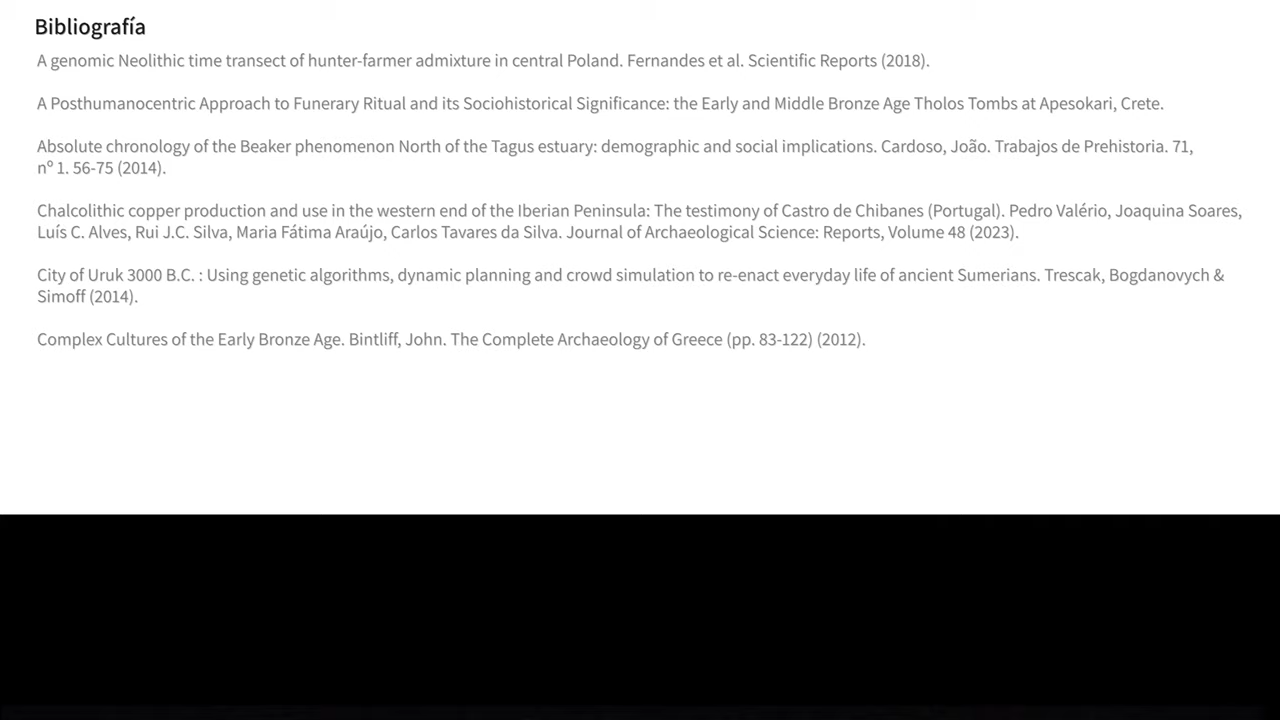 Bibliografía
A genomic Neolithic time transect of hunter-farmer admixture in central Poland. Fernandes et al. Scientific Reports (2018).
A Posthumanocentric Approach to Funerary Ritual and its Sociohistorical Significance: the Early and Middle Bronze Age Tholos Tombs at Apesokari, Crete.
Absolute chronology of the Beaker phenomenon North of the Tagus estuary: demographic and social implications. Cardoso, João. Trabajos de Prehistoria. 71,
nº 1. 56-75 (2014).
Chalcolithic copper production and use in the western end of the Iberian Peninsula: The testimony of Castro de Chibanes (Portugal). Pedro Valério, Joaquina Soares,
Luís C. Alves, Rui J.C. Silva, Maria Fátima Araújo, Carlos Tavares da Silva. Journal of Archaeological Science: Reports, Volume 48 (2023).
City of Uruk 3000 B.C. : Using genetic algorithms, dynamic planning and crowd simulation to re-enact everyday life of ancient Sumerians. Trescak, Bogdanovych &
Simoff (2014).
Complex Cultures of the Early Bronze Age. Bintliff, John. The Complete Archaeology of Greece (pp. 83-122) (2012).